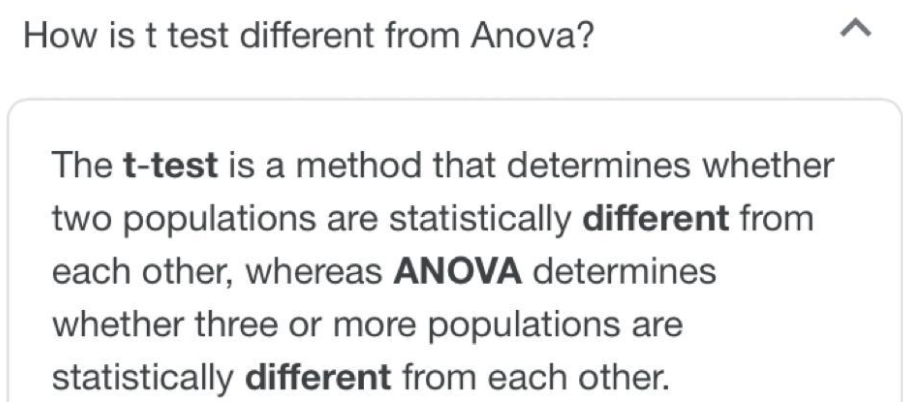 How is t test different from Anova?
The t-test is a method that determines whether
two populations are statistically different from
each other, whereas ANOVA determines
whether three or more populations are
statistically different from each other.